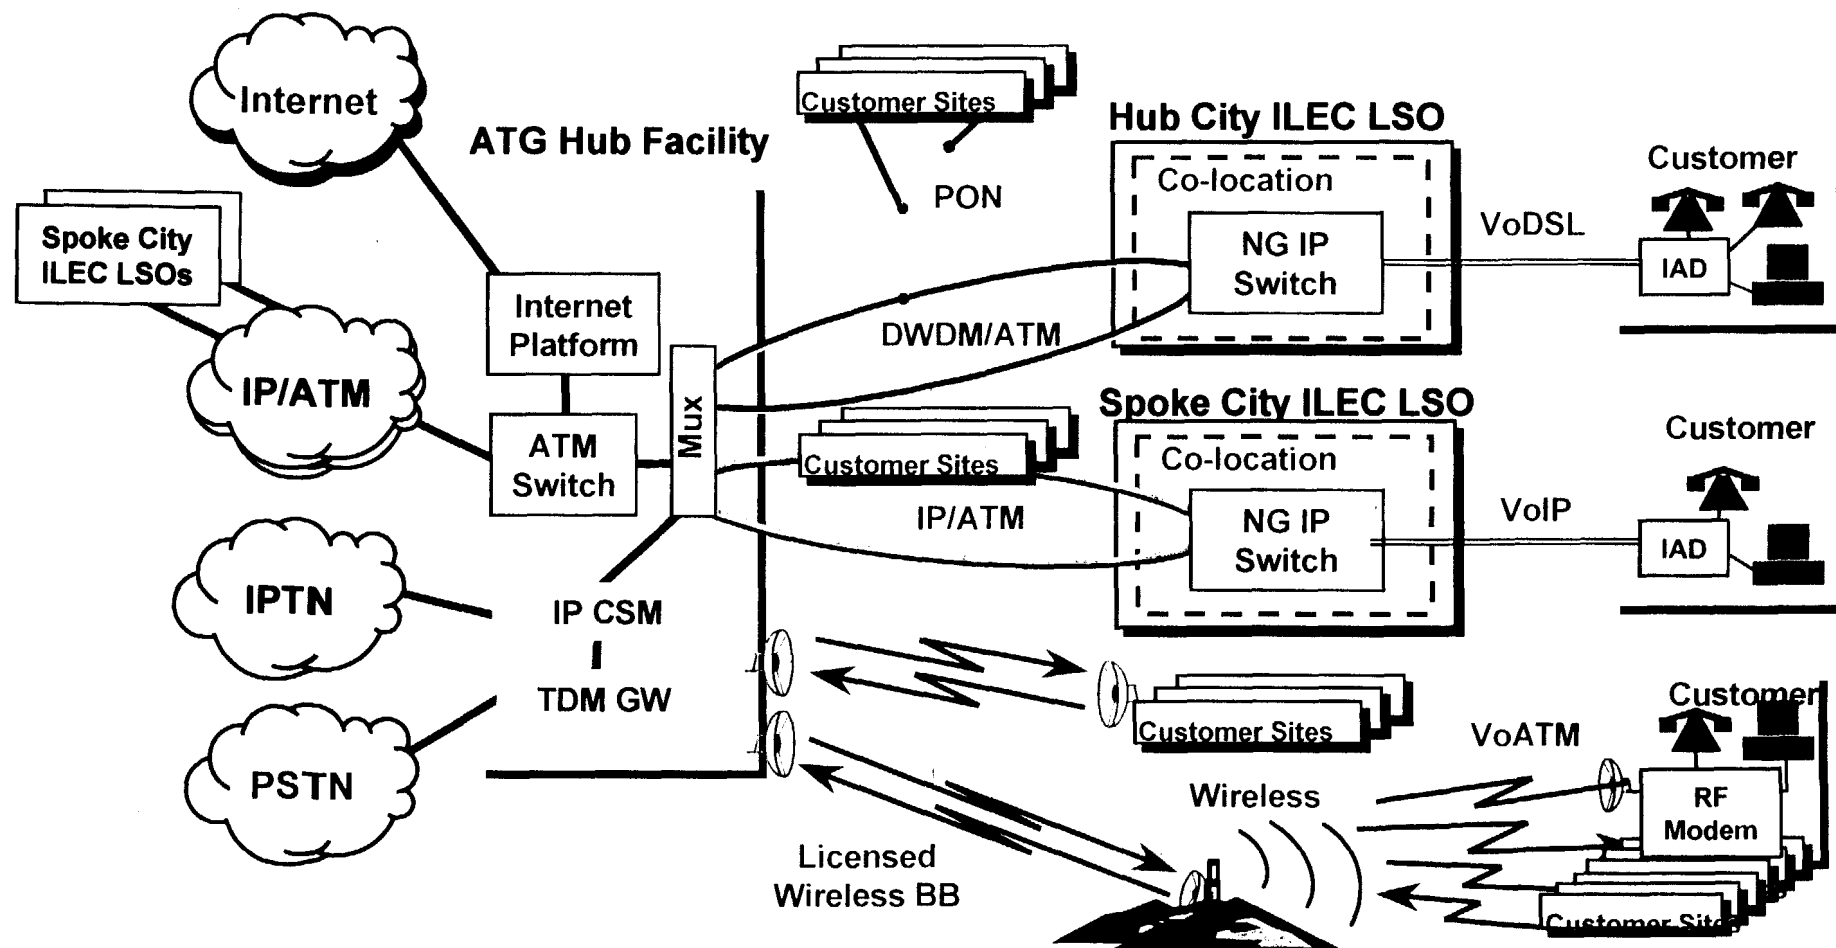 Internet
ATG Hub Facility
Customer Sites
PON
Hub City ILEC LSO
Co-location
NG IP
Switch
VoDSL
Customer
IAD
Spoke City
ILEC LSOs
Internet
Platform
DWDM/ATM
IP/ATM
ATM
Switch
Mux
Customer Sites
IP/ATM
Spoke City ILEC LSO
Co-location
NG IP
Switch
VoIP
Customer
IAD
IPTN
IP CSM
TDM GW
PSTN
Customer Sites
Licensed
Wireless BB
Wireless
VoATM
Customer
RF
Modem
Customer Sites